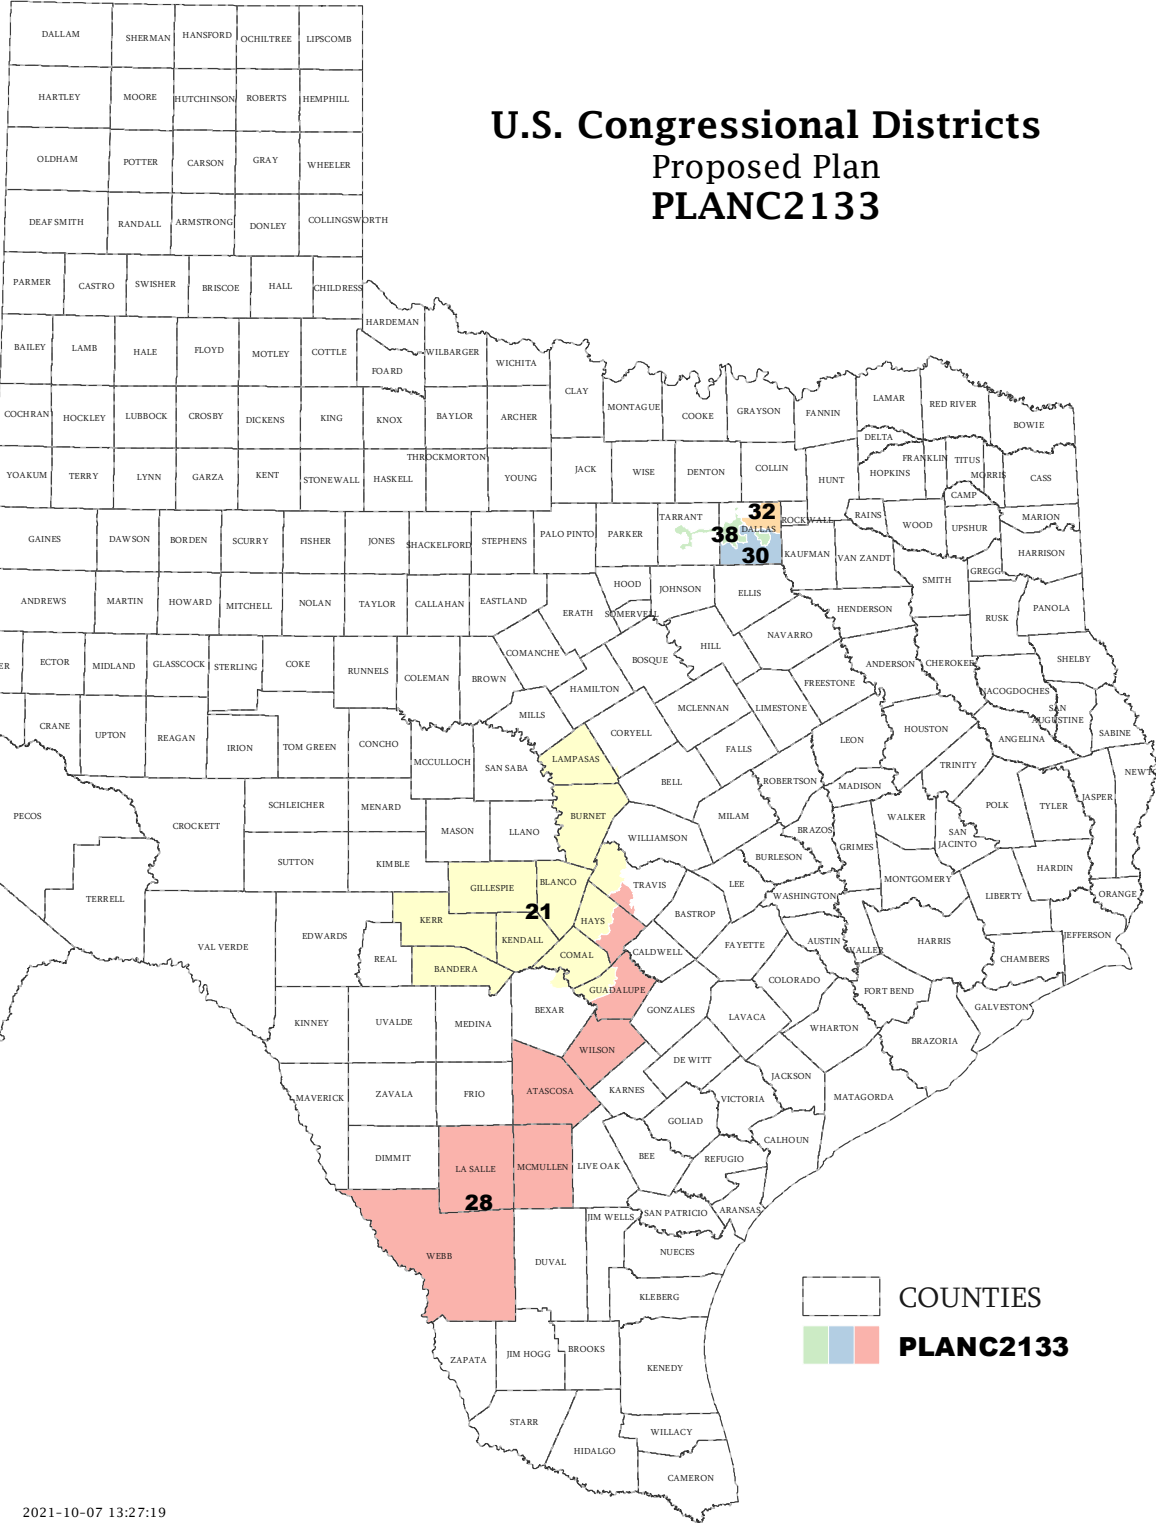 U.S. Congressional Districts
Proposed Plan
PLANC2133
DALLAM SHERMAN HANSFORD OCHILTREE LIPSCOMB
HARTLEY MOORE HUTCHINSON ROBERTS HEMPHILL
OLDHAM POTTER CARSON GRAY WHEELER
DEAF SMITH RANDALL ARMSTRONG DONLEY COLLINGSWORTH
PARMER CASTRO SWISHER BRISCOE HALL CHILDRESS
HARDEMAN
BAILEY LAMB HALE FLOYD MOTLEY COTTLE FOARD WILBARGER WICHITA
CLAY MONTAGUE COOKE GRAYSON FANNIN LAMAR RED RIVER BOWIE
COCHRAN HOCKLEY LUBBOCK CROSBY DICKENS KING KNOX BAYLOR ARCHER
DELTA
YOAKUM TERRY LYNN GARZA KENT STONEWALL HASKELL THROCKMORTON YOUNG JACK WISE DENTON COLLIN HUNT HOPKINS FRANKLIN TITUS MORRIS CASS
CAMP
TARRANT 32 ROCKWALL RAINS WOOD UPSHUR MARION
GAINES DAWSON BORDEN SCURRY FISHER JONES SHACKELFORD STEPHENS PALO PINTO PARKER 38 DALLAS
30 KAUFMAN VAN ZANDT HARRISON
GREGG
ANDREWS MARTIN HOWARD MITCHELL NOLAN TAYLOR CALLAHAN EASTLAND HOOD JOHNSON ELLIS SMITH
ERATH SOMERVELL HENDERSON RUSK PANOLA
NAVARRO
ER ECTOR MIDLAND GLASSCOCK STERLING COKE RUNNELS COLEMAN BROWN COMANCHE BOSQUE HILL ANDERSON CHEROKEE SHELBY
HAMILTON FREESTONE NACOGDOCHES
MILLS MCLENNAN LIMESTONE SAN
AUGUSTINE
CRANE UPTON REAGAN IRION TOM GREEN CONCHO CORYELL FALLS LEON HOUSTON ANGELINA SABINE
MCCULLOCH SAN SABA LAMPASAS BELL ROBERTSON MADISON TRINITY NEWT
PECOS CROCKETT SCHLEICHER MENARD MASON LLANO BURNET WILLIAMSON MILAM BRAZOS WALKER POLK TYLER JASPER
SAN
JACINTO
SUTTON KIMBLE BURLESON GRIMES HARDIN
TERRELL GILLESPIE BLANCO TRAVIS LEE WASHINGTON MONTGOMERY LIBERTY ORANGE
KERR 21 HAYS BASTROP
VAL VERDE EDWARDS REAL KENDALL COMAL CALDWELL FAYETTE AUSTIN WALLER HARRIS JEFFERSON
BANDERA CHAMBERS
GUADALUPE COLORADO FORT BEND
KINNEY UVALDE MEDINA BEXAR GONZALES LAVACA WHARTON GALVESTON
BRAZORIA
WILSON DE WITT
MAVERICK ZAVALA FRIO ATASCOSA KARNES JACKSON
VICTORIA MATAGORDA
GOLIAD
CALHOUN
DIMMIT LA SALLE MCMULLEN LIVE OAK BEE REFUGIO
28
JIM WELLS SAN PATRICIO ARANSAS
WEBB DUVAL NUECES
KLEBERG
ZAPATA JIM HOGG BROOKS KENEDY
STARR WILLACY
HIDALGO
CAMERON
COUNTIES
PLANC2133
2021-10-07 13:27:19